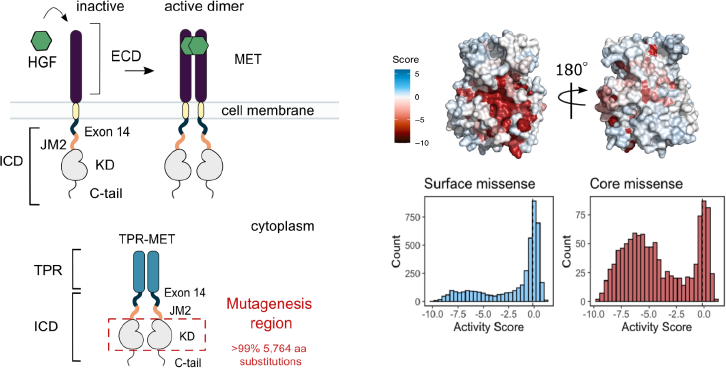 inactive
active dimer
HGF
ECD
MET
cell membrane
Exon 14
JM2
ICD
KD
C-tail
cytoplasm
TPR-MET
TPR
Exon 14
JM2
ICD
KD
C-tail
Mutagenesis
region
>99% 5,764 aa
substitutions
Score
5
0
−5
−10
180°
Surface missense
Count
750
500
250
0
-10.0 -7.5 -5.0 -2.5 0.0
Activity Score
Core missense
Count
75
50
25
0
-10.0 -7.5 -5.0 -2.5 0.0
Activity Score